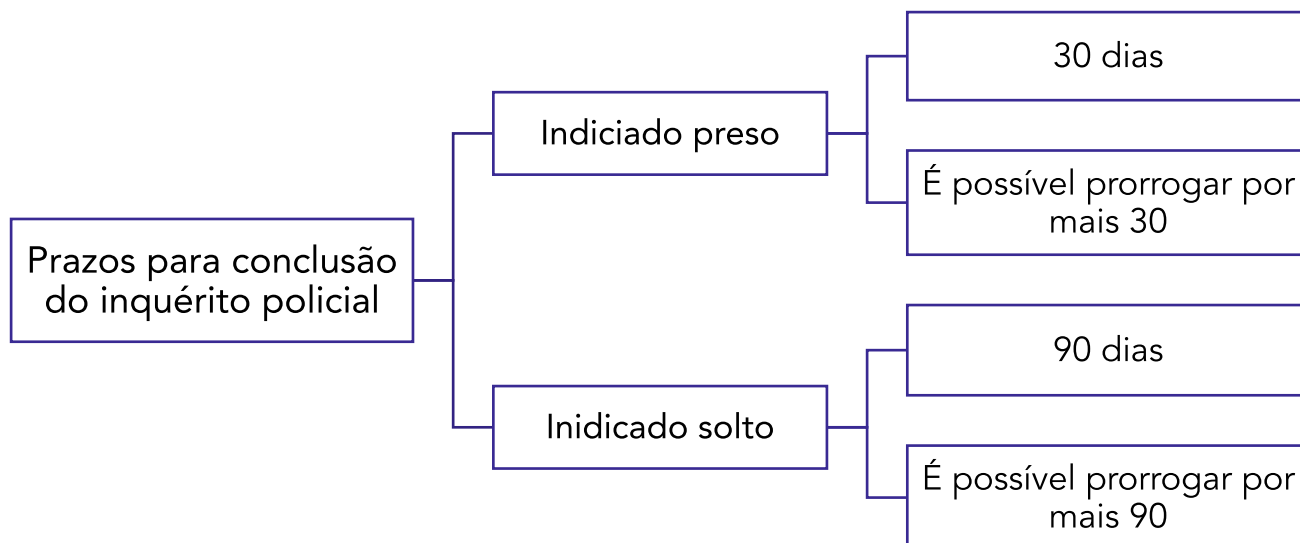 Prazos para conclusão
do inquérito policial
Indiciado preso
30 dias
É possível prorrogar por
mais 30
Inidicado solto
90 dias
É possível prorrogar por
mais 90